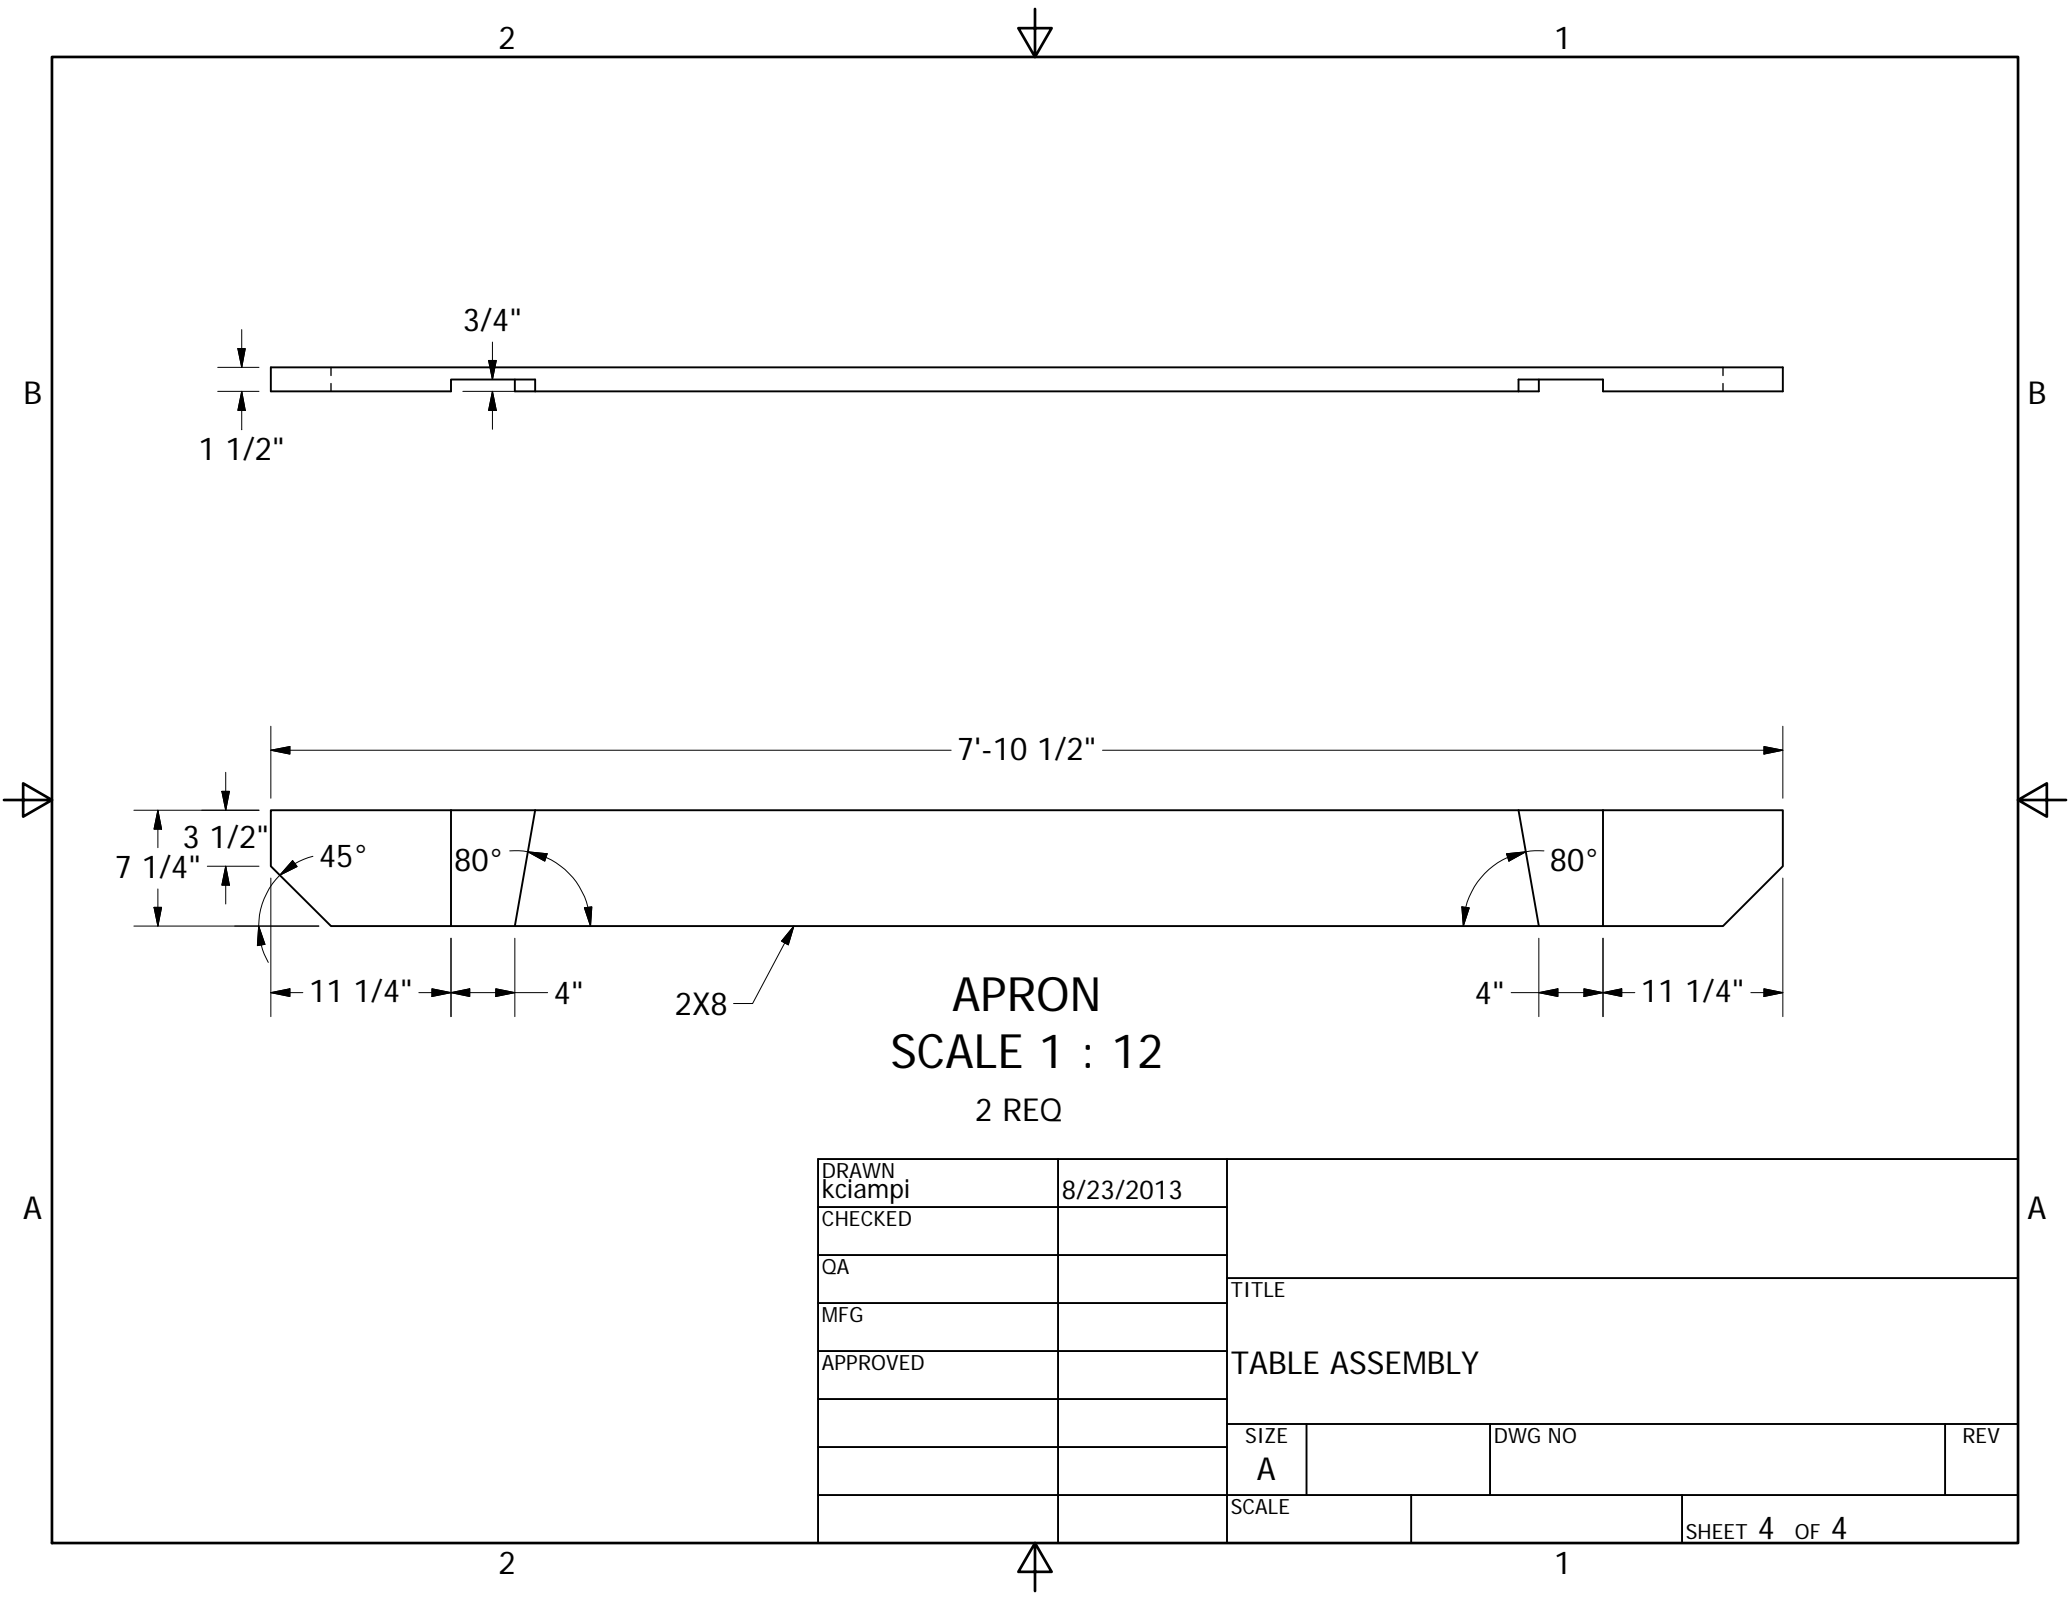 2 1
3/4"
B B
1 1/2"
7'-10 1/2"
3 1/2"
7 1/4"
45°
80° 80°
11 1/4" 4" 2X8 4" 11 1/4"
APRON
SCALE 1 : 12
2 REQ
A A
DRAWN
kciampi 8/23/2013
CHECKED
QA
MFG
APPROVED
TITLE
TABLE ASSEMBLY
SIZE DWG NO REV
A
SCALE
SHEET 4 OF 4
2 1